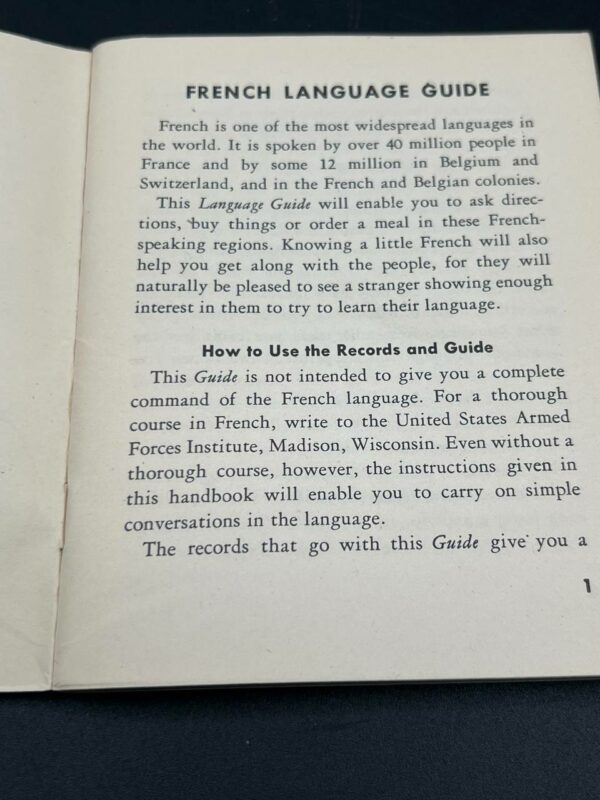 FRENCH LANGUAGE GUIDE
French is one of the most widespread languages in
the world. It is spoken by over 40 million people in
France and by some 12 million in Belgium and
Switzerland, and in the French and Belgian colonies.
This Language Guide will enable you to ask direc-
tions, buy things or order a meal in these French-
speaking regions. Knowing a little French will also
help you get along with the people, for they will
naturally be pleased to see a stranger showing enough
interest in them to try to learn their language.
How to Use the Records and Guide
This Guide is not intended to give you a complete
command of the French language. For a thorough
course in French, write to the United States Armed
Forces Institute, Madison, Wisconsin. Even without a
thorough course, however, the instructions given in
this handbook will enable you to carry on simple
conversations in the language.
The records that go with this Guide give you a
1